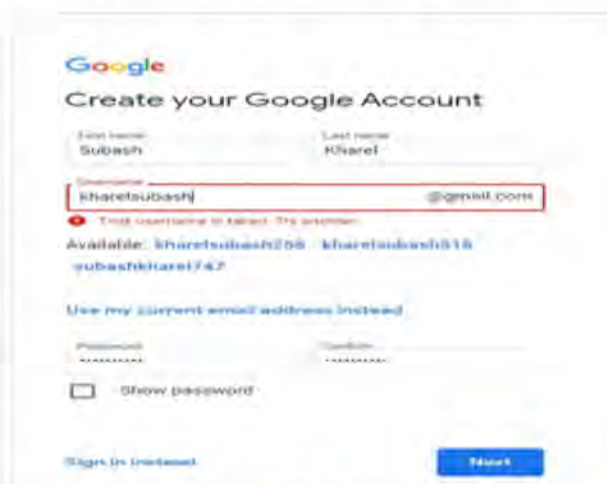 Google
Create your Google Account
First name Last name
Subash Kharel
Username
kharelsubash @gmail.com
That username is taken. Try another.
Available: kharelsubash256 kharelsubash516
subashkharel747
Use my current email address instead
Password Confirm
Show password
Sign in instead Next